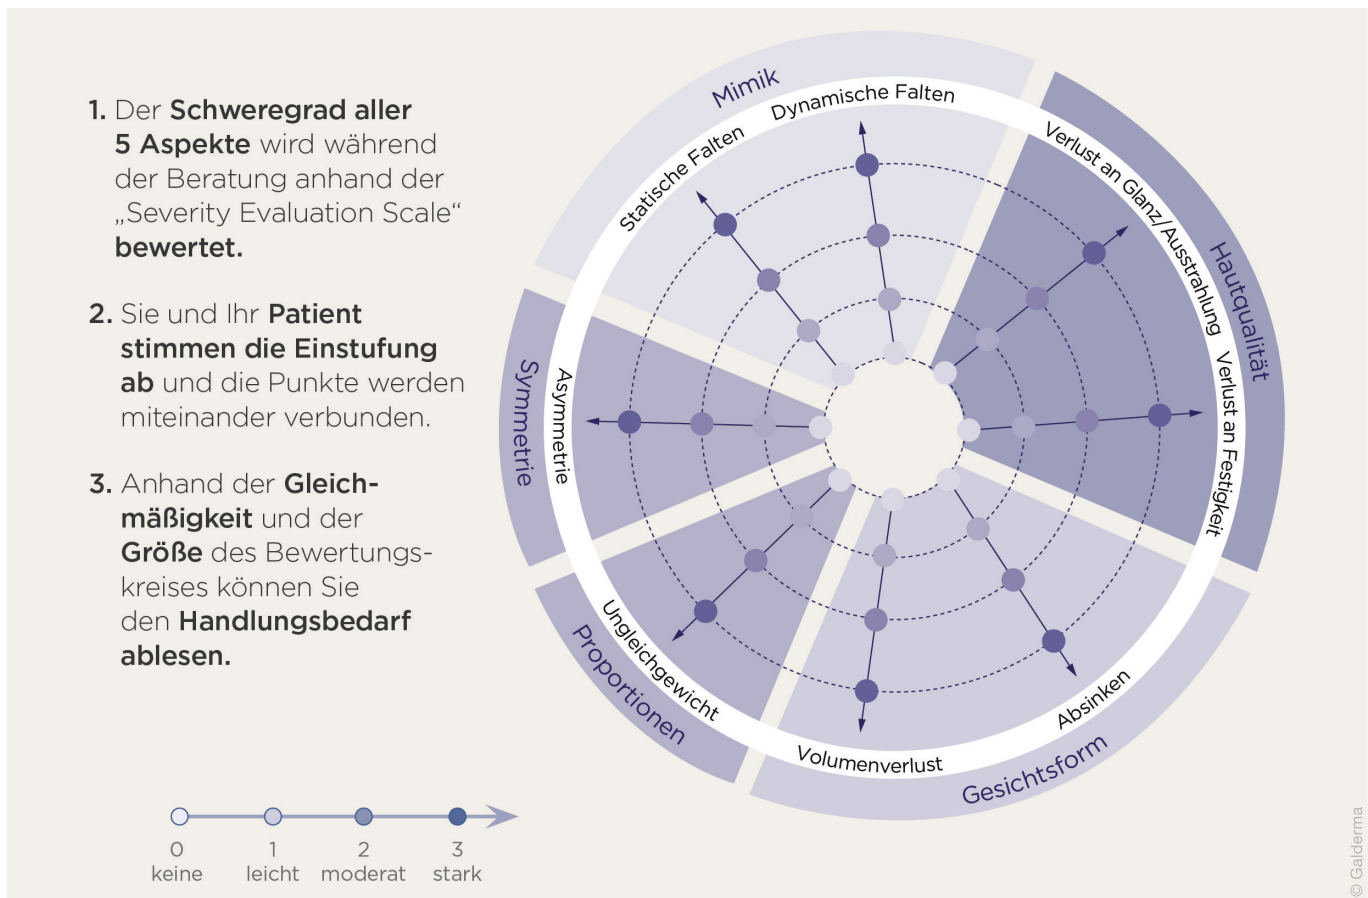 1. Der Schweregrad aller
5 Aspekte wird während
der Beratung anhand der
„Severity Evaluation Scale“
bewertet.
2. Sie und Ihr Patient
stimmen die Einstufung
ab und die Punkte werden
miteinander verbunden.
3. Anhand der Gleich-
mäßigkeit und der
Größe des Bewertungs-
kreises können Sie
den Handlungsbedarf
ablesen.
0
keine
1
leicht
2
moderat
3
stark
Mimik
Statische Falten
Dynamische Falten
Hautqualität
Verlust an Glanz/Ausstrahlung
Verlust an Festigkeit
Gesichtsform
Absinken
Volumenverlust
Proportionen
Ungleichgewicht
Symmetrie
Asymmetrie
© Galderma